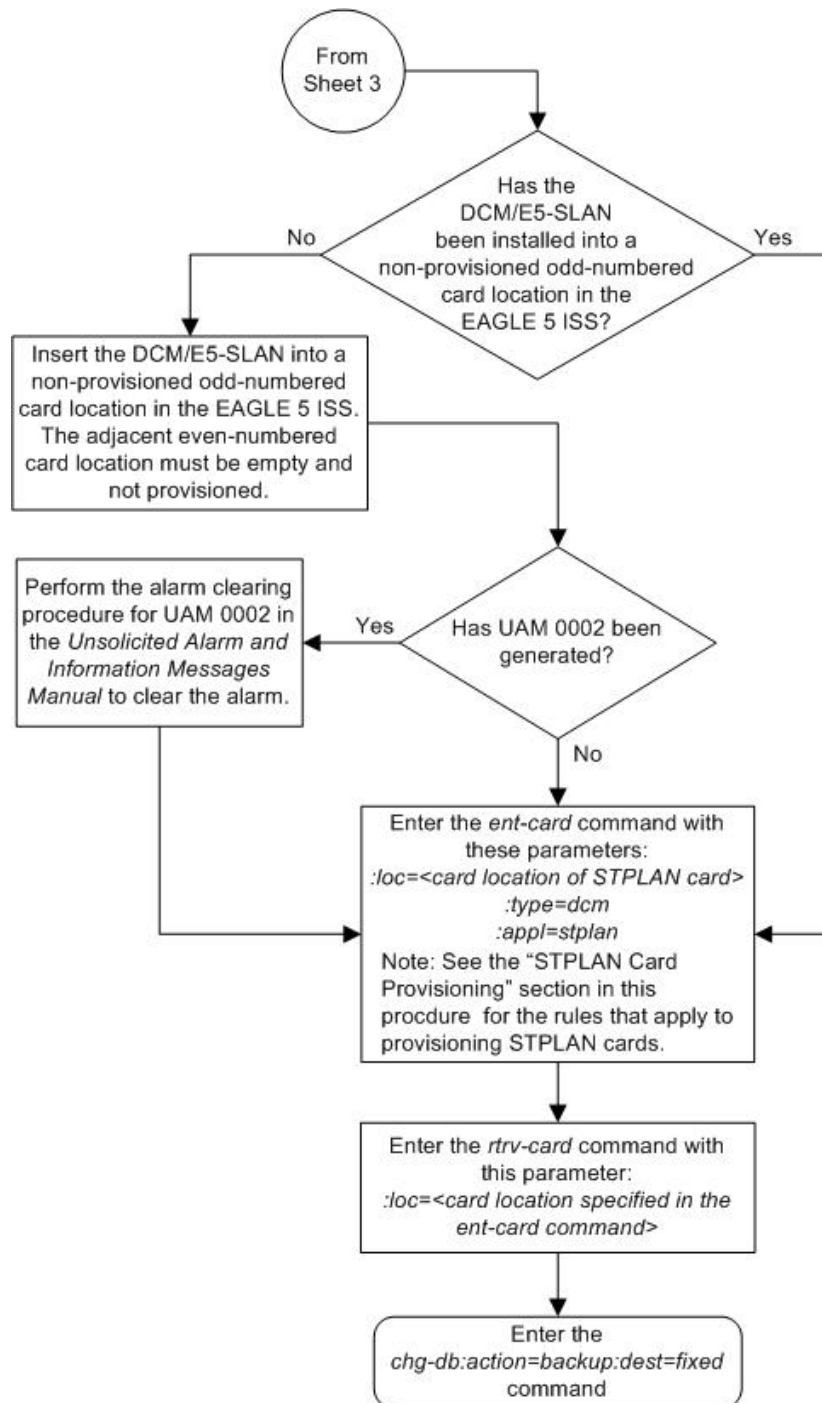 From
Sheet 3
Has the
DCM/E5-SLAN
been installed into a
non-provisioned odd-numbered
card location in the
EAGLE 5 ISS?
No
Yes
Insert the DCM/E5-SLAN into a
non-provisioned odd-numbered
card location in the EAGLE 5 ISS.
The adjacent even-numbered
card location must be empty and
not provisioned.
Has UAM 0002 been
generated?
Yes
No
Perform the alarm clearing
procedure for UAM 0002 in
the Unsolicited Alarm and
Information Messages
Manual to clear the alarm.
Enter the ent-card command with
these parameters:
:loc=<card location of STPLAN card>
:type=dcm
:appl=stplan
Note: See the “STPLAN Card
Provisioning” section in this
procdure for the rules that apply to
provisioning STPLAN cards.
Enter the rtrv-card command with
this parameter:
:loc=<card location specified in the
ent-card command>
Enter the
chg-db:action=backup:dest=fixed
command